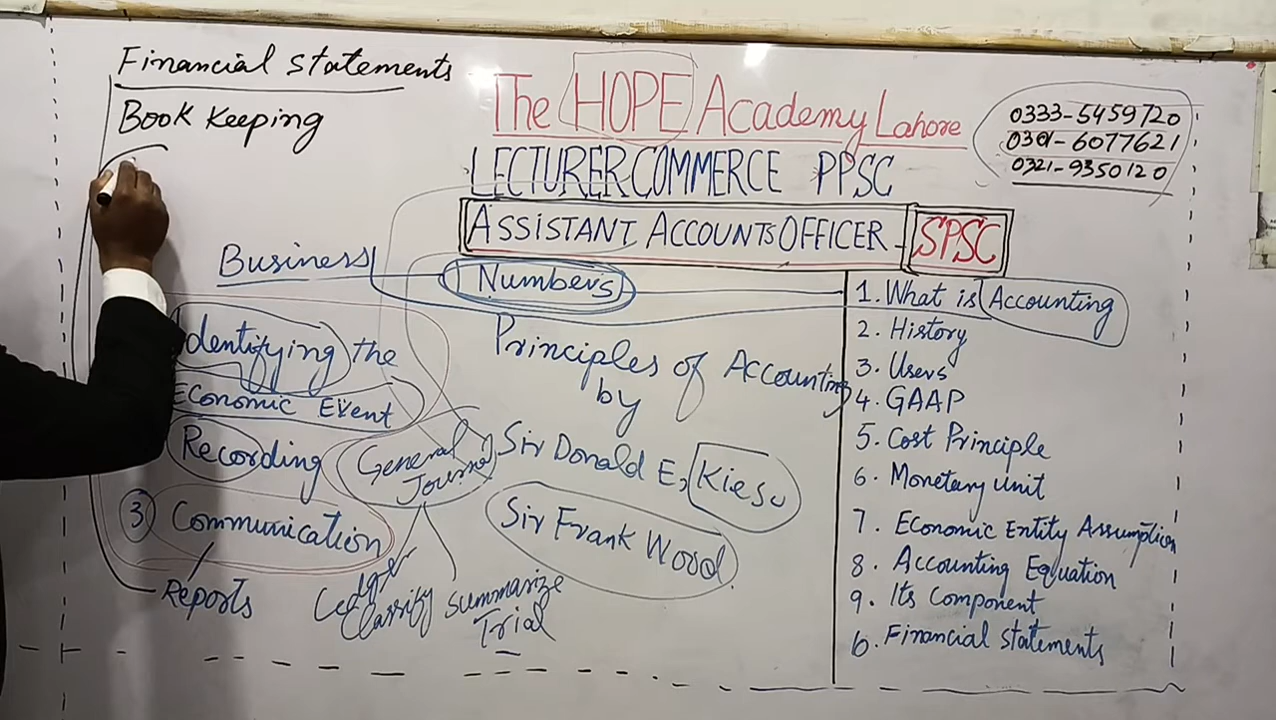 Financial Statements
Book Keeping
The HOPE Academy Lahore
0333-5459720
0301-6077621
0321-9350120
LECTURER COMMERCE PPSC
ASSISTANT ACCOUNTS OFFICER - SPSC
Business
Numbers
Identifying the
Economic Event
Recording
General
Journal
3 Communication
Reports
Ledger
Classify
Summarize
Trial
Principles of Accounting
by
Sir Donald E, Kieso
Sir Frank Wood.
1. What is Accounting
2. History
3. Users
4. GAAP
5. Cost Principle
6. Monetary unit
7. Economic Entity Assumption
8. Accounting Equation
9. Its Component
10. Financial Statements